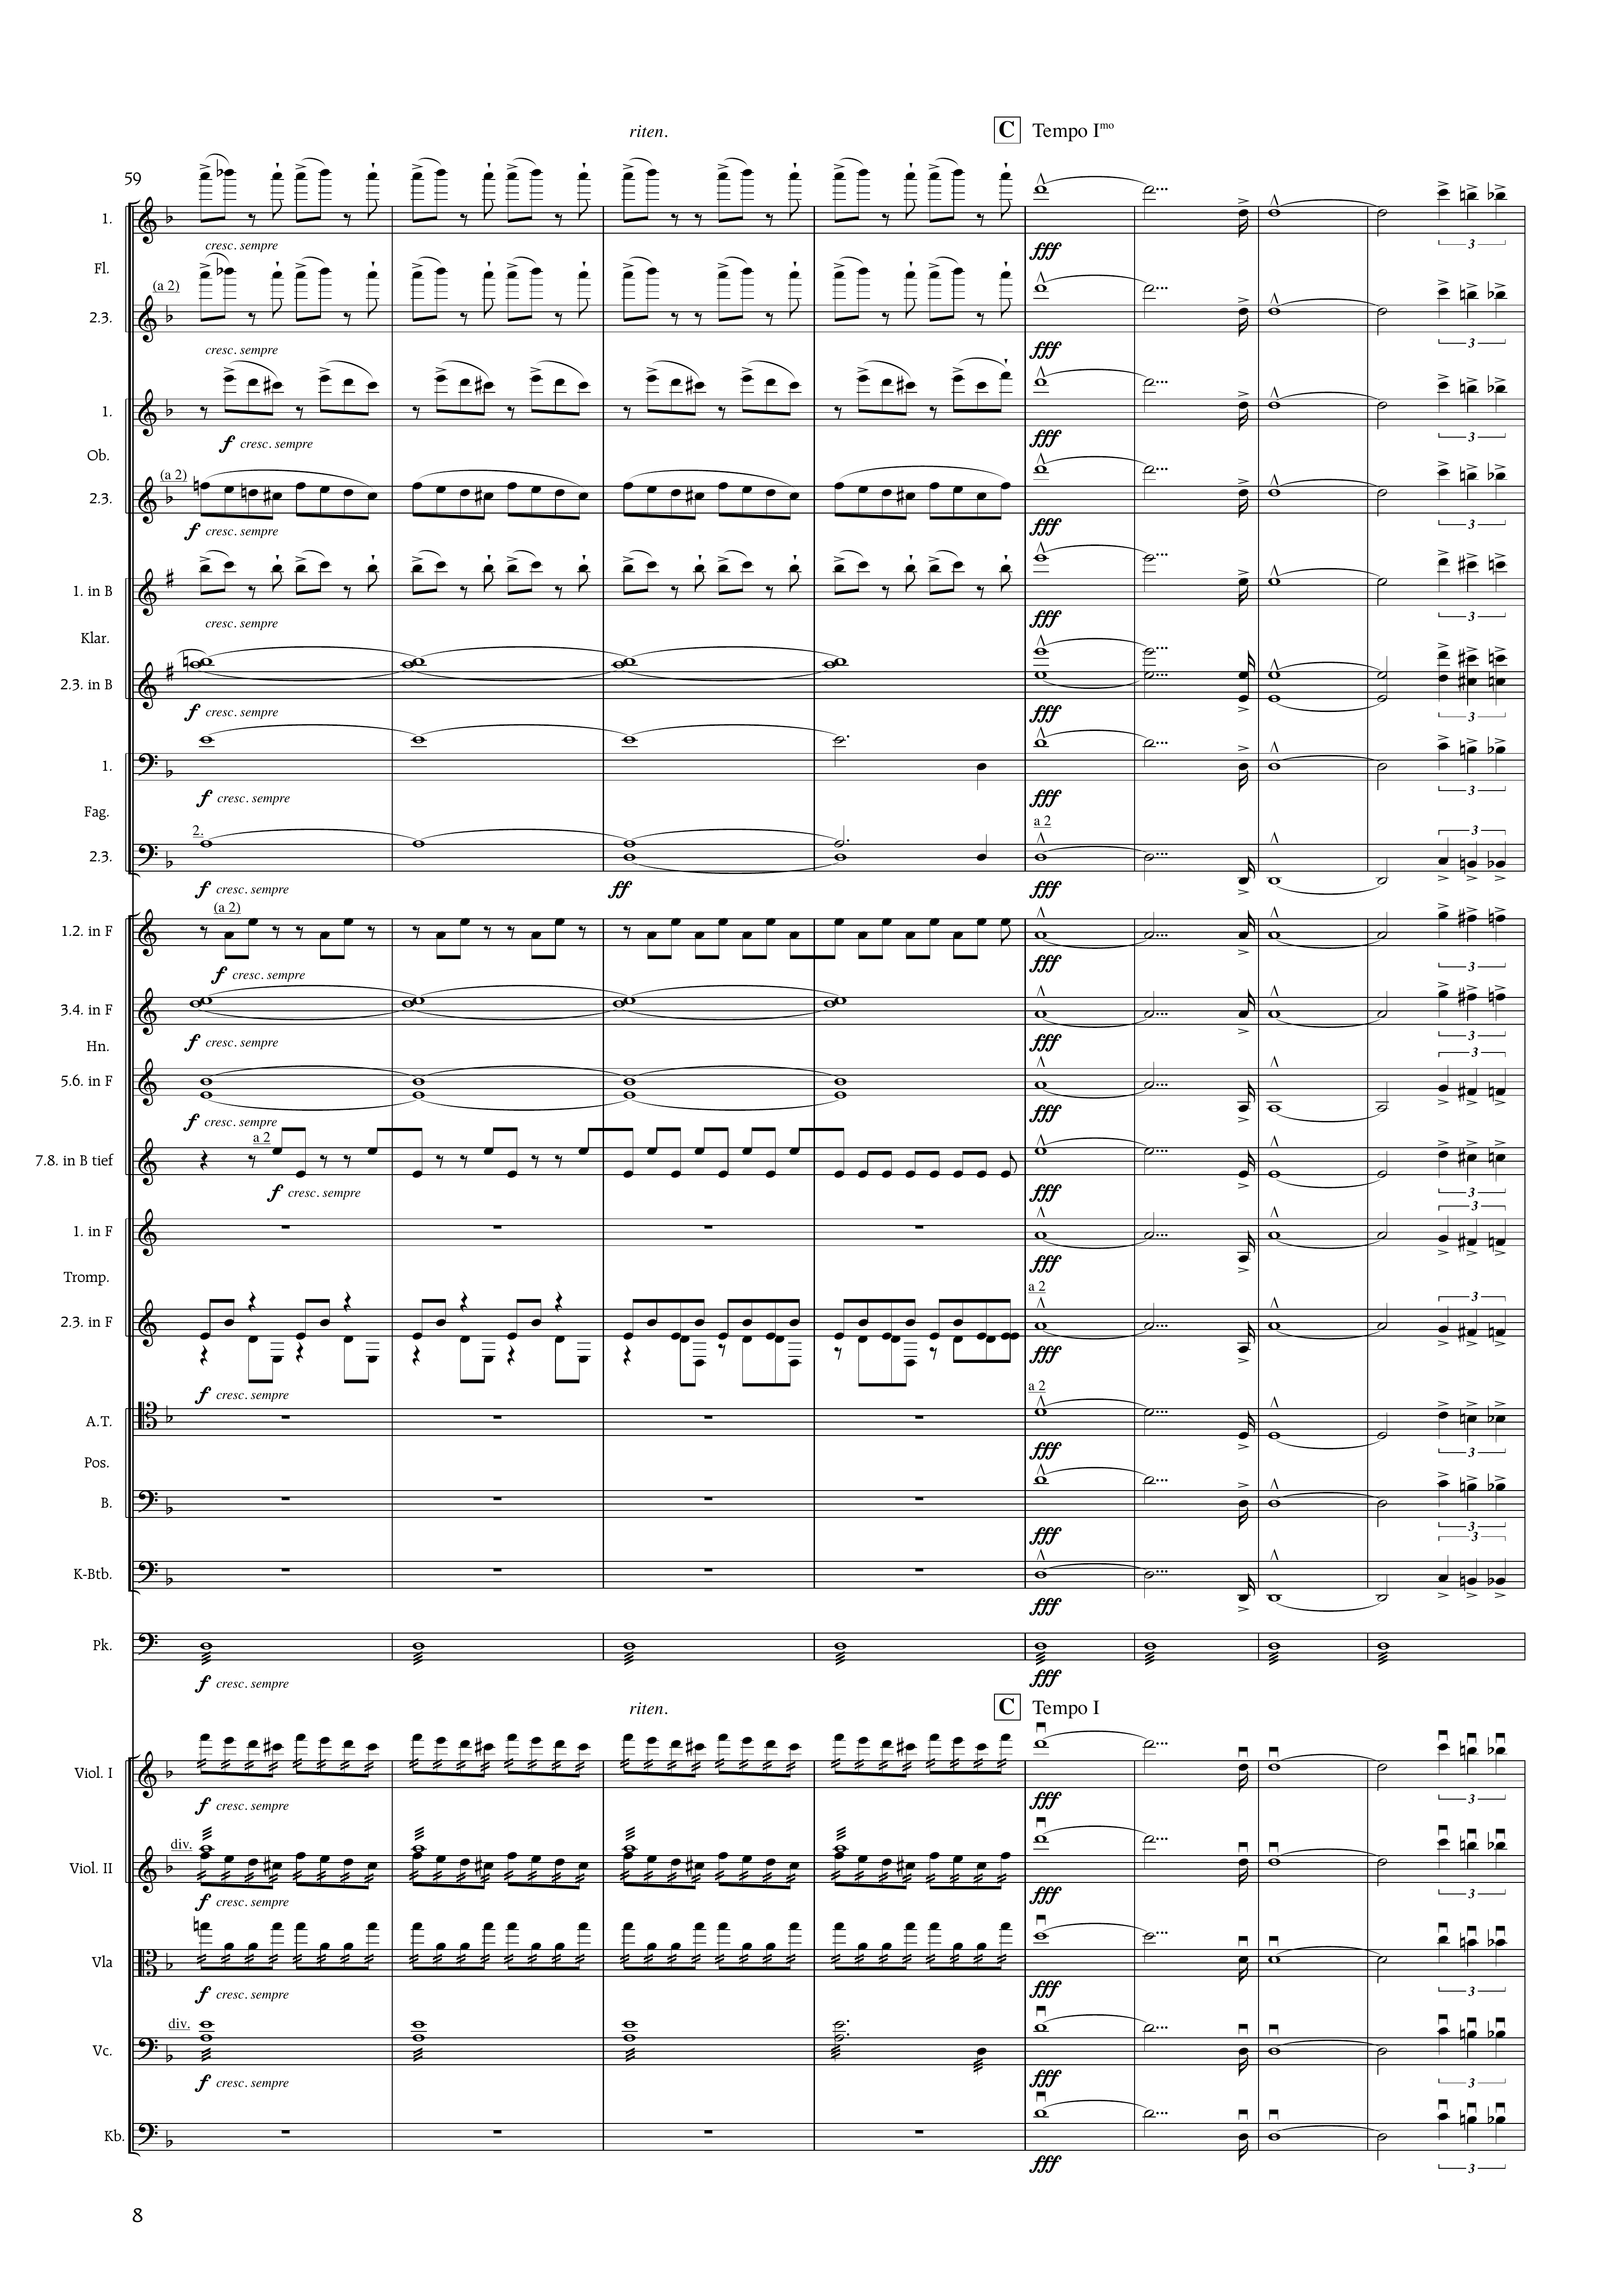 riten.
C Tempo Imo
59
1.
cresc. sempre
Fl.
(a 2)
2.3.
cresc. sempre
fff
3
fff
3
1.
f cresc. sempre
fff
3
Ob.
(a 2)
2.3.
f cresc. sempre
fff
3
1. in B
cresc. sempre
fff
3
Klar.
2.3. in B
f cresc. sempre
fff
3
1.
f cresc. sempre
fff
3
Fag.
2.
a 2
3
2.3.
f cresc. sempre
ff
fff
(a 2)
1.2. in F
f cresc. sempre
fff
3
3.4. in F
f cresc. sempre
fff
3
Hn.
3
5.6. in F
f cresc. sempre
fff
a 2
7.8. in B tief
f cresc. sempre
fff
3
3
1. in F
fff
Tromp.
a 2
3
2.3. in F
f cresc. sempre
fff
a 2
A.T.
fff
3
Pos.
B.
fff
3
3
K-Btb.
fff
Pk.
f cresc. sempre
fff
riten.
C Tempo I
Viol. I
f cresc. sempre
fff
3
div.
Viol. II
f cresc. sempre
fff
3
Vla
f cresc. sempre
fff
3
div.
Vc.
f cresc. sempre
fff
3
Kb.
fff
3
8